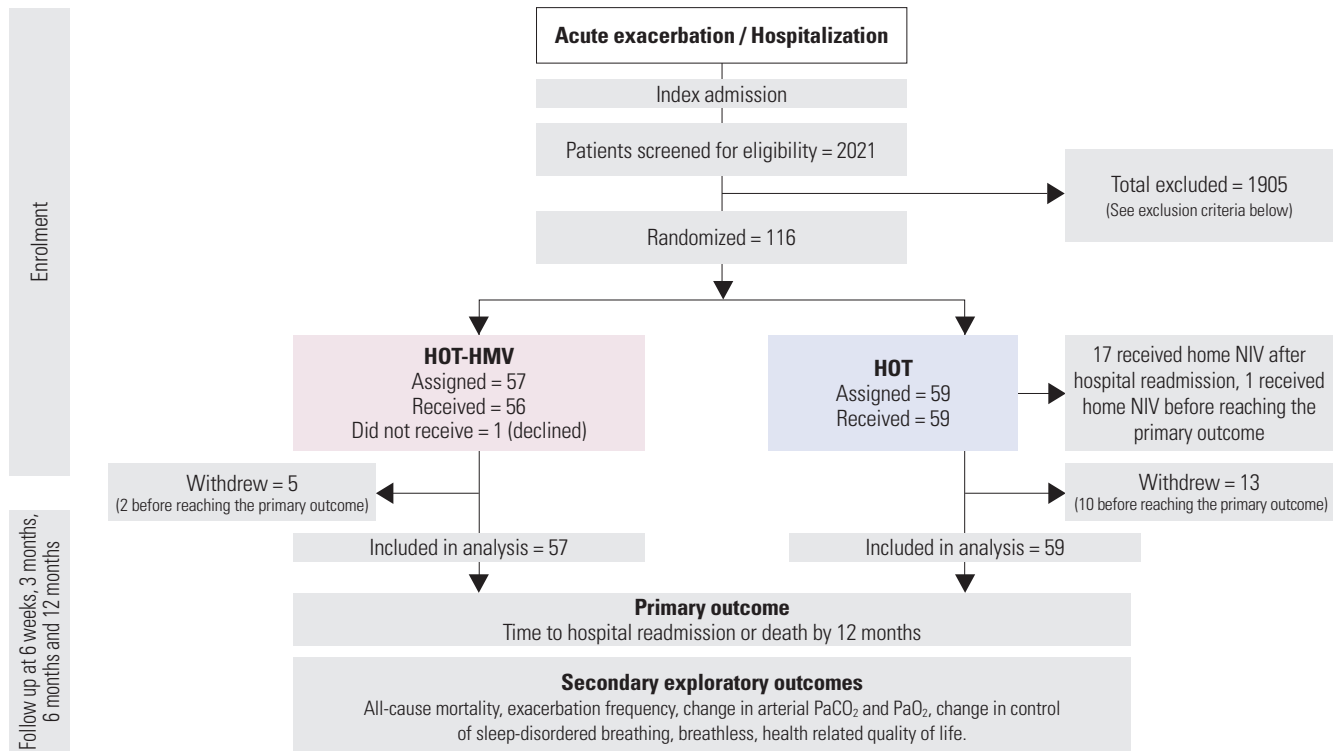 Acute exacerbation / Hospitalization
Index admission
Patients screened for eligibility = 2021
Total excluded = 1905
(See exclusion criteria below)
Enrolment
Randomized = 116
HOT-HMV
Assigned = 57
Received = 56
Did not receive = 1 (declined)
HOT
Assigned = 59
Received = 59
17 received home NIV after
hospital readmission, 1 received
home NIV before reaching the
primary outcome
Withdrew = 5
(2 before reaching the primary outcome)
Withdrew = 13
(10 before reaching the primary outcome)
Follow up at 6 weeks, 3 months,
6 months and 12 months
Included in analysis = 57
Included in analysis = 59
Primary outcome
Time to hospital readmission or death by 12 months
Secondary exploratory outcomes
All-cause mortality, exacerbation frequency, change in arterial PaCO₂ and PaO₂, change in control
of sleep-disordered breathing, breathless, health related quality of life.